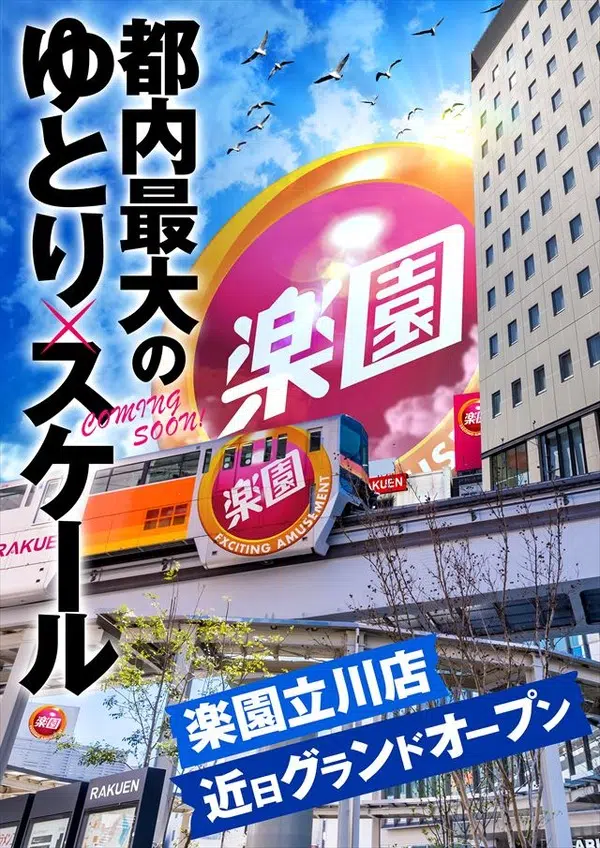 都内最大の
ゆとり×スケール
COMING
SOON!
楽園
楽園
EXCITING AMUSEMENT
RAKUEN
RAKUEN
楽園
楽園
RAKUEN
楽園立川店
近日グランドオープン